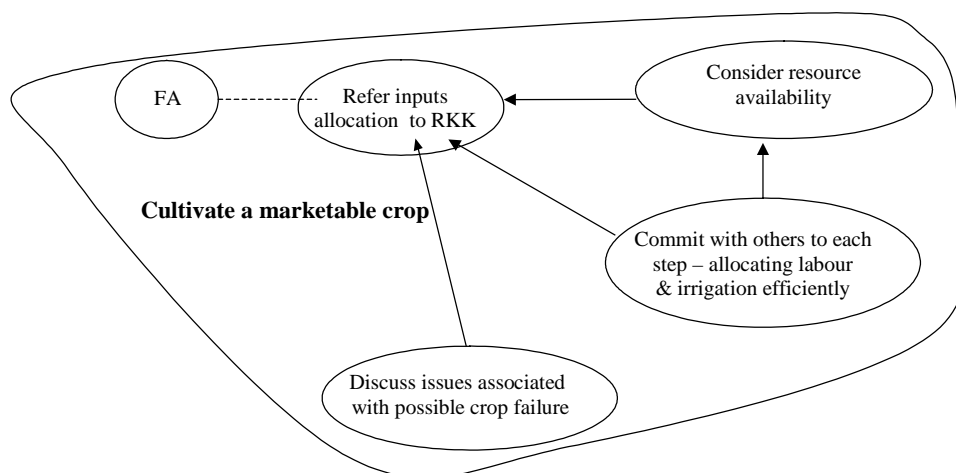 FA
Refer inputs
allocation to RKK
Consider resource
availability
Cultivate a marketable crop
Commit with others to each
step – allocating labour
& irrigation efficiently
Discuss issues associated
with possible crop failure